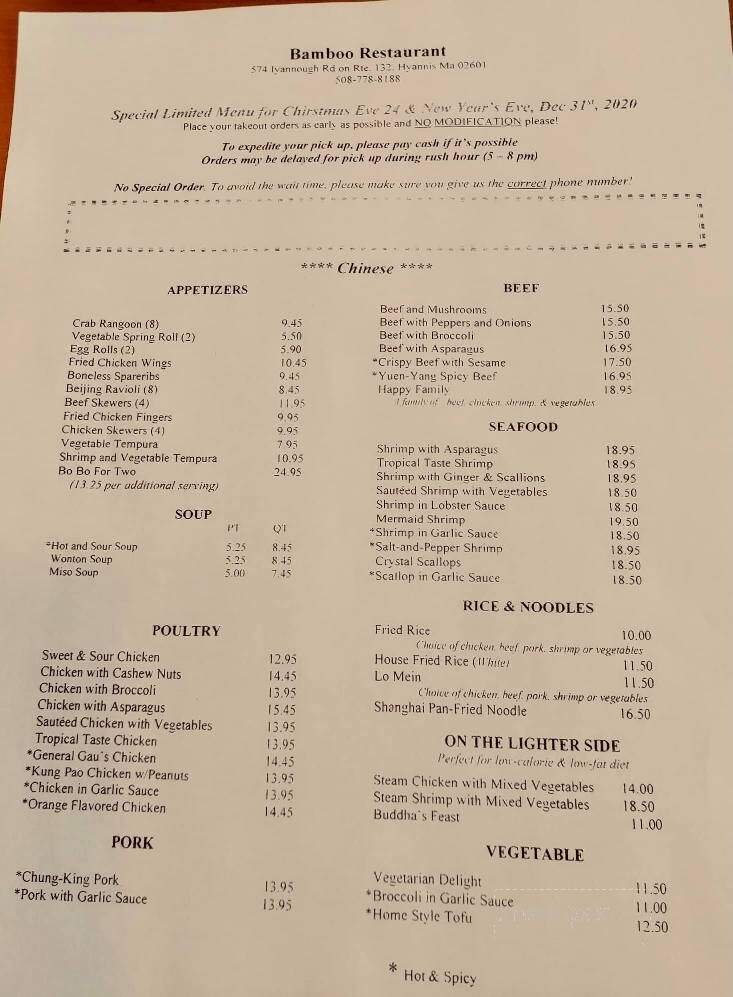 Bamboo Restaurant
574 Iyannough Rd on Rte. 132, Hyannis Ma 02601
508-778-8188
Special Limited Menu for Chirstmas Eve 24 & New Year's Eve, Dec 31st, 2020
Place your takeout orders as early as possible and NO MODIFICATION please!
To expedite your pick up, please pay cash if it's possible
Orders may be delayed for pick up during rush hour (5 – 8 pm)
No Special Order. To avoid the wait time, please make sure you give us the correct phone number!
**** Chinese ****
APPETIZERS
Crab Rangoon (8) 9.45
Vegetable Spring Roll (2) 5.50
Egg Rolls (2) 5.90
Fried Chicken Wings 10.45
Boneless Spareribs 9.45
Beijing Ravioli (8) 8.45
Beef Skewers (4) 11.95
Fried Chicken Fingers 9.95
Chicken Skewers (4) 9.95
Vegetable Tempura 7.95
Shrimp and Vegetable Tempura 10.95
Bo Bo For Two 24.95
(13.25 per additional serving)
SOUP
PT QT
*Hot and Sour Soup 5.25 8.45
Wonton Soup 5.25 8.45
Miso Soup 5.00 7.45
POULTRY
Sweet & Sour Chicken 12.95
Chicken with Cashew Nuts 14.45
Chicken with Broccoli 13.95
Chicken with Asparagus 15.45
Sautéed Chicken with Vegetables 13.95
Tropical Taste Chicken 13.95
*General Gau's Chicken 14.45
*Kung Pao Chicken w/Peanuts 13.95
*Chicken in Garlic Sauce 13.95
*Orange Flavored Chicken 14.45
PORK
*Chung-King Pork 13.95
*Pork with Garlic Sauce 13.95
BEEF
Beef and Mushrooms 15.50
Beef with Peppers and Onions 15.50
Beef with Broccoli 15.50
Beef with Asparagus 16.95
*Crispy Beef with Sesame 17.50
*Yuen-Yang Spicy Beef 16.95
Happy Family 18.95
A family of beef, chicken, shrimp, & vegetables
SEAFOOD
Shrimp with Asparagus 18.95
Tropical Taste Shrimp 18.95
Shrimp with Ginger & Scallions 18.95
Sautéed Shrimp with Vegetables 18.50
Shrimp in Lobster Sauce 18.50
Mermaid Shrimp 19.50
*Shrimp in Garlic Sauce 18.50
*Salt-and-Pepper Shrimp 18.95
Crystal Scallops 18.50
*Scallop in Garlic Sauce 18.50
RICE & NOODLES
Fried Rice 10.00
Choice of chicken, beef, pork, shrimp or vegetables
House Fried Rice (White) 11.50
Lo Mein 11.50
Choice of chicken, beef, pork, shrimp or vegetables
Shanghai Pan-Fried Noodle 16.50
ON THE LIGHTER SIDE
Perfect for low-calorie & low-fat diet
Steam Chicken with Mixed Vegetables 14.00
Steam Shrimp with Mixed Vegetables 18.50
Buddha's Feast 11.00
VEGETABLE
Vegetarian Delight 11.50
*Broccoli in Garlic Sauce 11.00
*Home Style Tofu 12.50
* Hot & Spicy